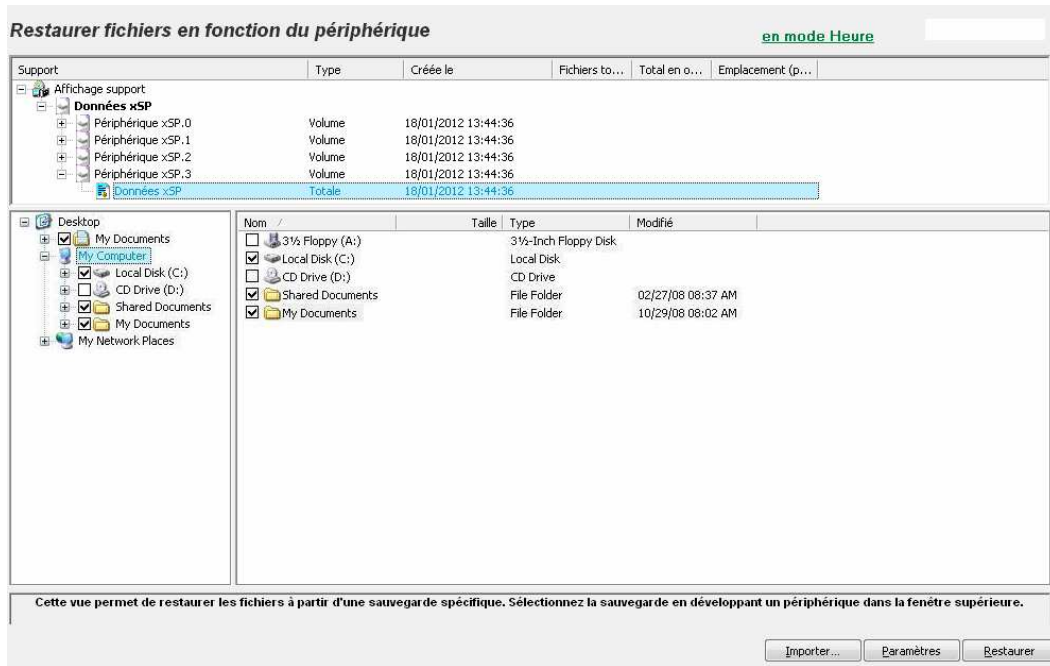 Restaurer fichiers en fonction du périphérique
en mode Heure
Support Type Créée le Fichiers to... Total en o... Emplacement (p...
Affichage support
Données xSP
Périphérique xSP.0 Volume 18/01/2012 13:44:36
Périphérique xSP.1 Volume 18/01/2012 13:44:36
Périphérique xSP.2 Volume 18/01/2012 13:44:36
Périphérique xSP.3 Volume 18/01/2012 13:44:36
Données xSP Totale 18/01/2012 13:44:36
Desktop
My Documents
My Computer
Local Disk (C:)
CD Drive (D:)
Shared Documents
My Documents
My Network Places
Nom Taille Type Modifié
3½ Floppy (A:) 3½-Inch Floppy Disk
Local Disk (C:) Local Disk
CD Drive (D:) CD Drive
Shared Documents File Folder 02/27/08 08:37 AM
My Documents File Folder 10/29/08 08:02 AM
Cette vue permet de restaurer les fichiers à partir d'une sauvegarde spécifique. Sélectionnez la sauvegarde en développant un périphérique dans la fenêtre supérieure.
Importer... Paramètres Restaurer